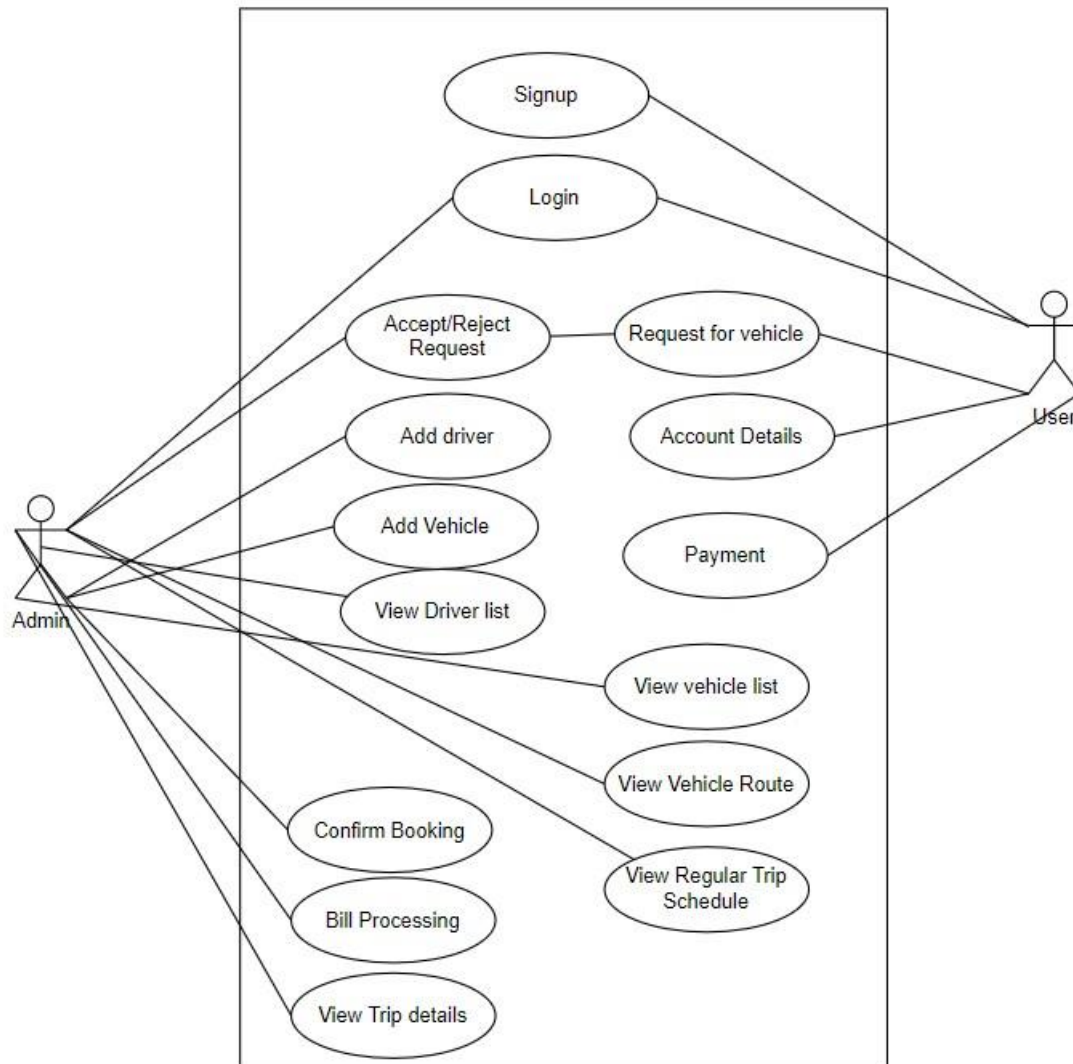 Signup
Login
Accept/Reject
Request
Request for vehicle
Add driver
Account Details
User
Add Vehicle
Payment
View Driver list
Admin
View vehicle list
View Vehicle Route
Confirm Booking
View Regular Trip
Schedule
Bill Processing
View Trip details